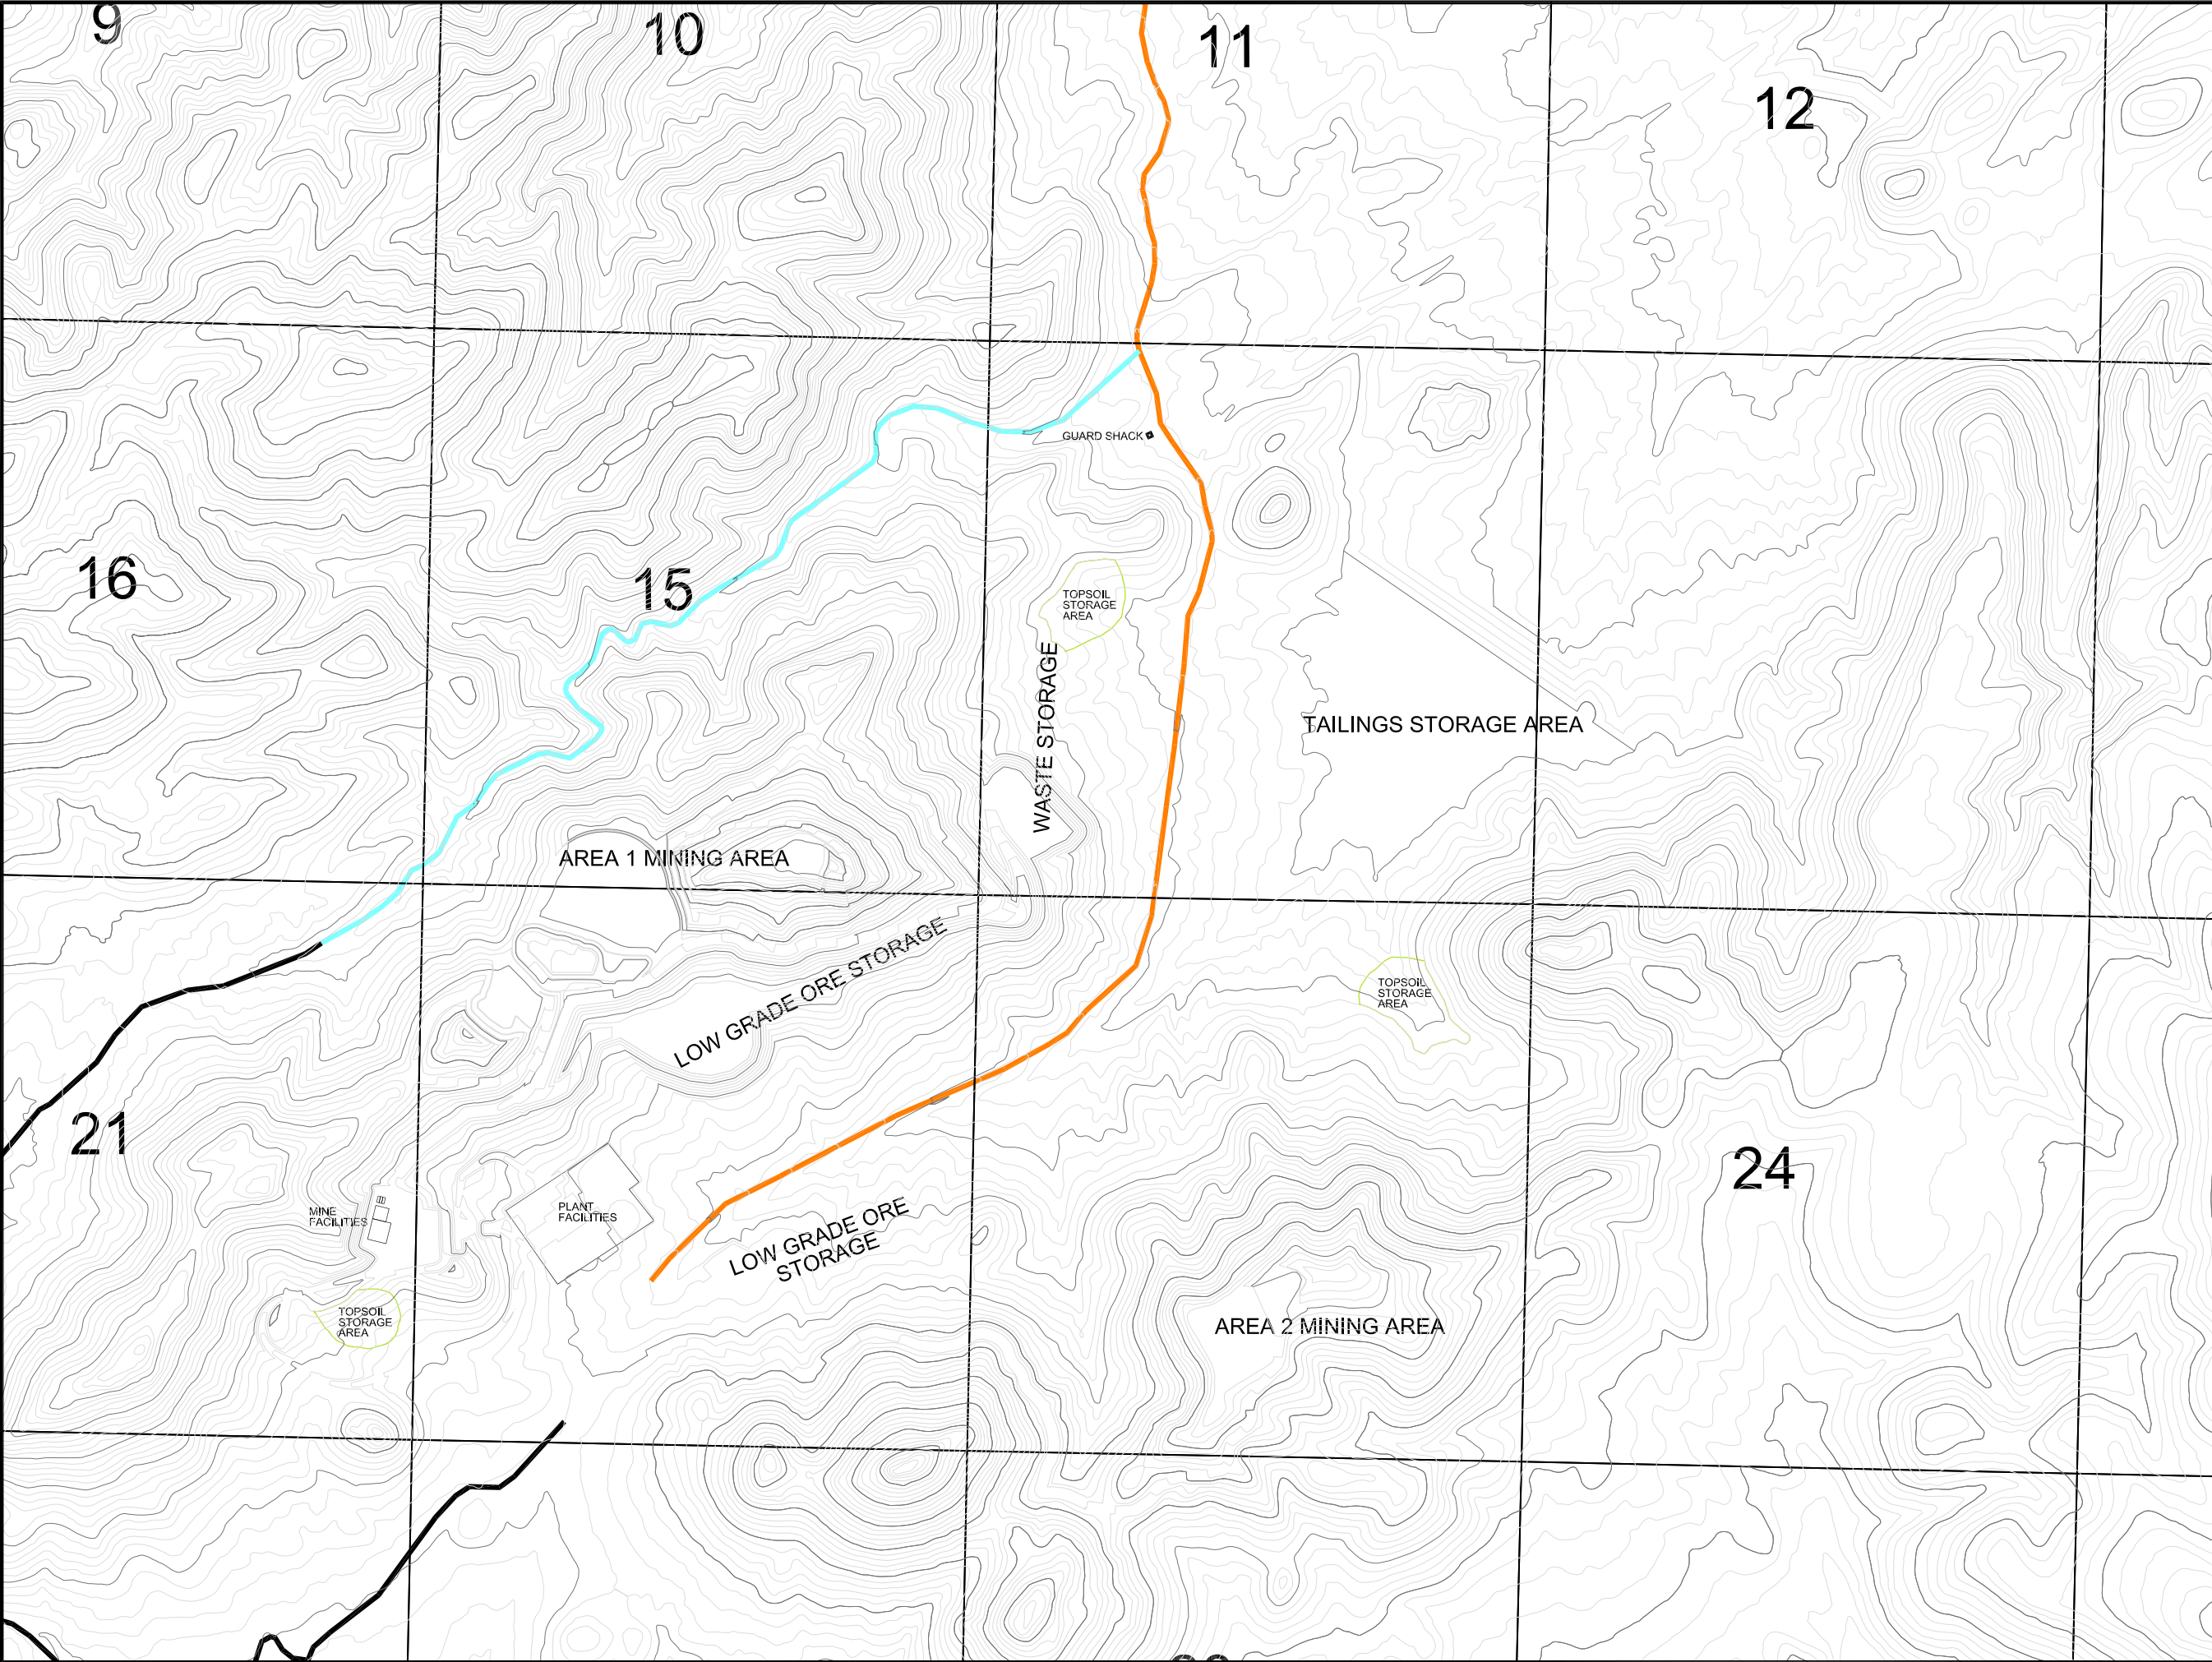 9
10
11
12
GUARD SHACK
16
15
TOPSOIL
STORAGE
AREA
WASTE STORAGE
TAILINGS STORAGE AREA
AREA 1 MINING AREA
LOW GRADE ORE STORAGE
TOPSOIL
STORAGE
AREA
21
24
MINE
FACILITIES
PLANT
FACILITIES
LOW GRADE ORE
STORAGE
TOPSOIL
STORAGE
AREA
AREA 2 MINING AREA